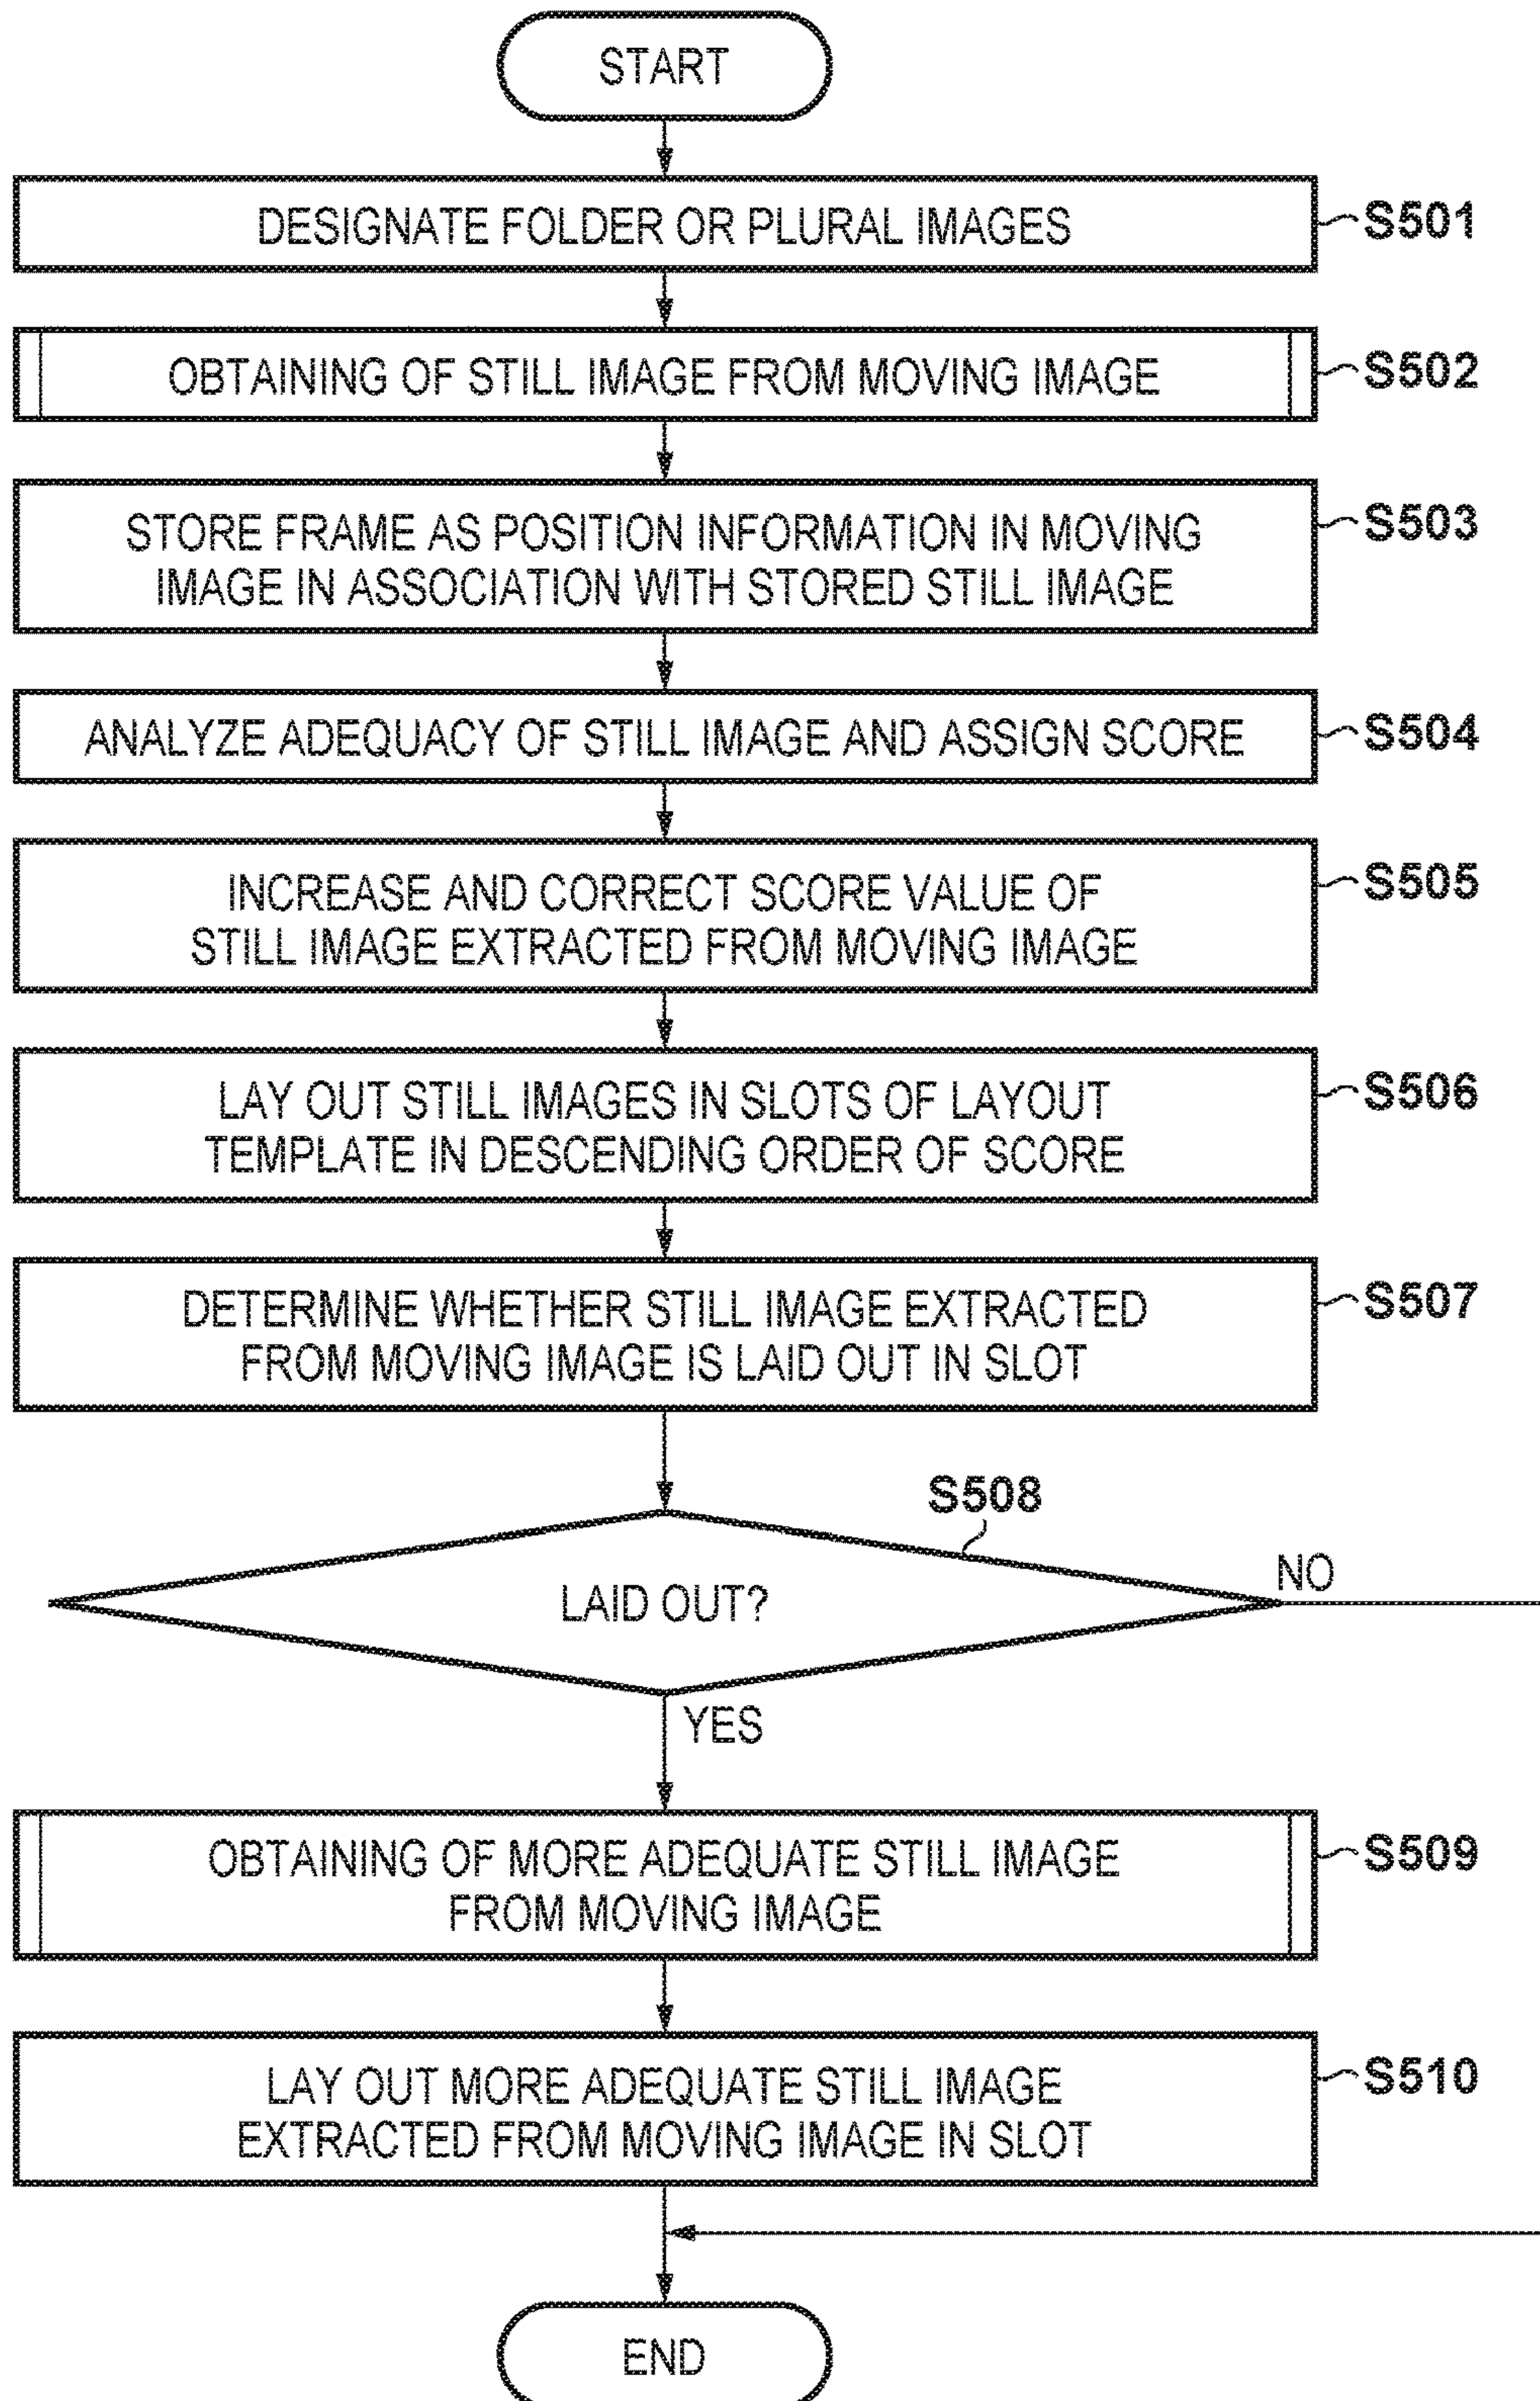 START
DESIGNATE FOLDER OR PLURAL IMAGES
S501
OBTAINING OF STILL IMAGE FROM MOVING IMAGE
S502
STORE FRAME AS POSITION INFORMATION IN MOVING
IMAGE IN ASSOCIATION WITH STORED STILL IMAGE
S503
ANALYZE ADEQUACY OF STILL IMAGE AND ASSIGN SCORE
S504
INCREASE AND CORRECT SCORE VALUE OF
STILL IMAGE EXTRACTED FROM MOVING IMAGE
S505
LAY OUT STILL IMAGES IN SLOTS OF LAYOUT
TEMPLATE IN DESCENDING ORDER OF SCORE
S506
DETERMINE WHETHER STILL IMAGE EXTRACTED
FROM MOVING IMAGE IS LAID OUT IN SLOT
S507
S508
LAID OUT?
NO
YES
OBTAINING OF MORE ADEQUATE STILL IMAGE
FROM MOVING IMAGE
S509
LAY OUT MORE ADEQUATE STILL IMAGE
EXTRACTED FROM MOVING IMAGE IN SLOT
S510
END